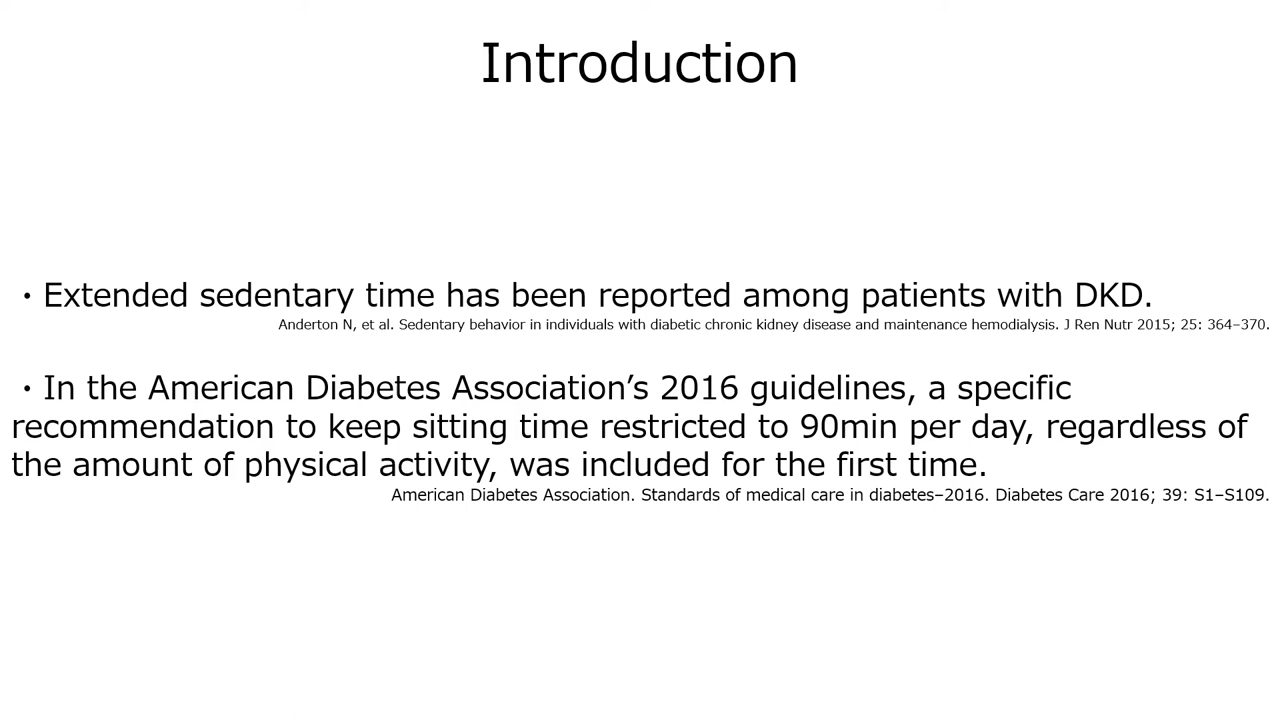 Introduction
・Extended sedentary time has been reported among patients with DKD.
Anderton N, et al. Sedentary behavior in individuals with diabetic chronic kidney disease and maintenance hemodialysis. J Ren Nutr 2015; 25: 364–370.
・In the American Diabetes Association’s 2016 guidelines, a specific
recommendation to keep sitting time restricted to 90min per day, regardless of
the amount of physical activity, was included for the first time.
American Diabetes Association. Standards of medical care in diabetes–2016. Diabetes Care 2016; 39: S1–S109.